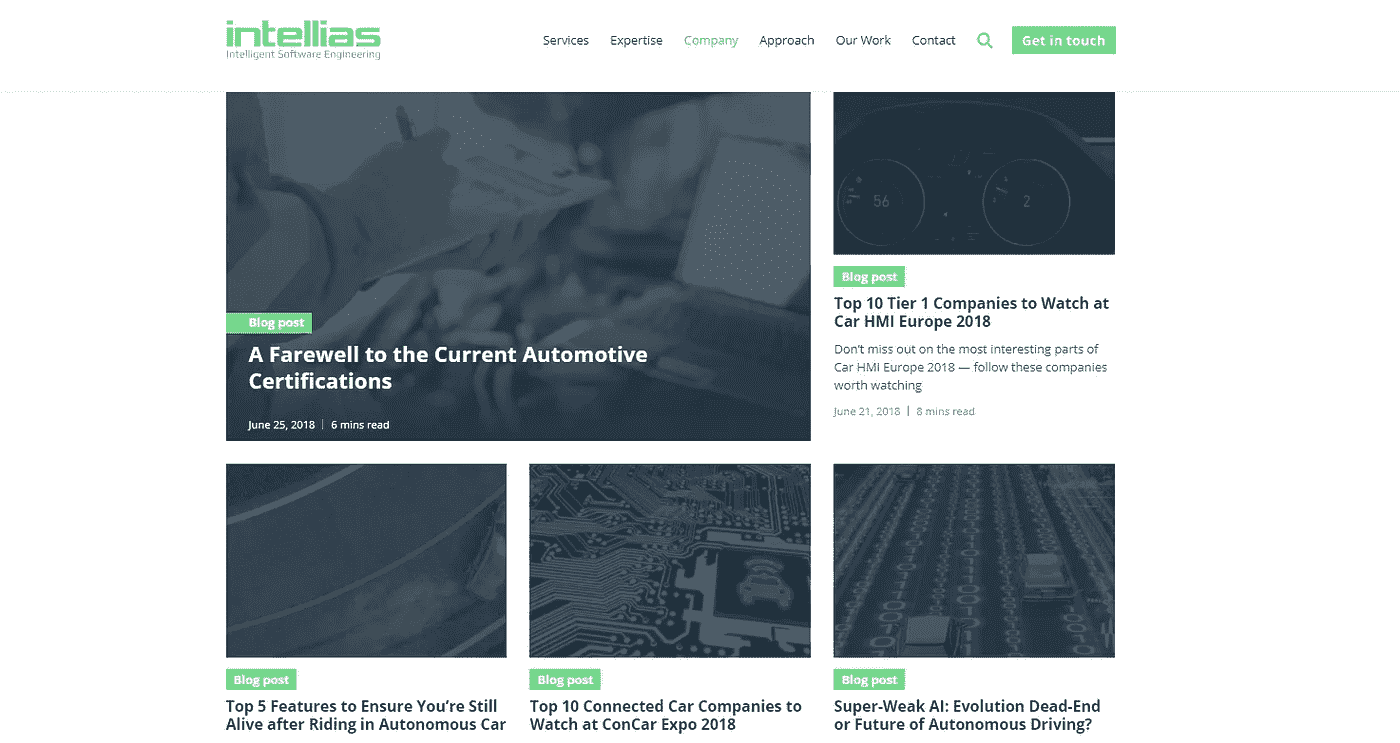 intellias
Intelligent Software Engineering
Services
Expertise
Company
Approach
Our Work
Contact
Get in touch
Blog post
A Farewell to the Current Automotive
Certifications
June 25, 2018 | 6 mins read
56
2
Blog post
Top 10 Tier 1 Companies to Watch at
Car HMI Europe 2018
Don't miss out on the most interesting parts of
Car HMI Europe 2018 — follow these companies
worth watching
June 21, 2018 | 8 mins read
Blog post
Top 5 Features to Ensure You're Still
Alive after Riding in Autonomous Car
Blog post
Top 10 Connected Car Companies to
Watch at ConCar Expo 2018
Blog post
Super-Weak AI: Evolution Dead-End
or Future of Autonomous Driving?